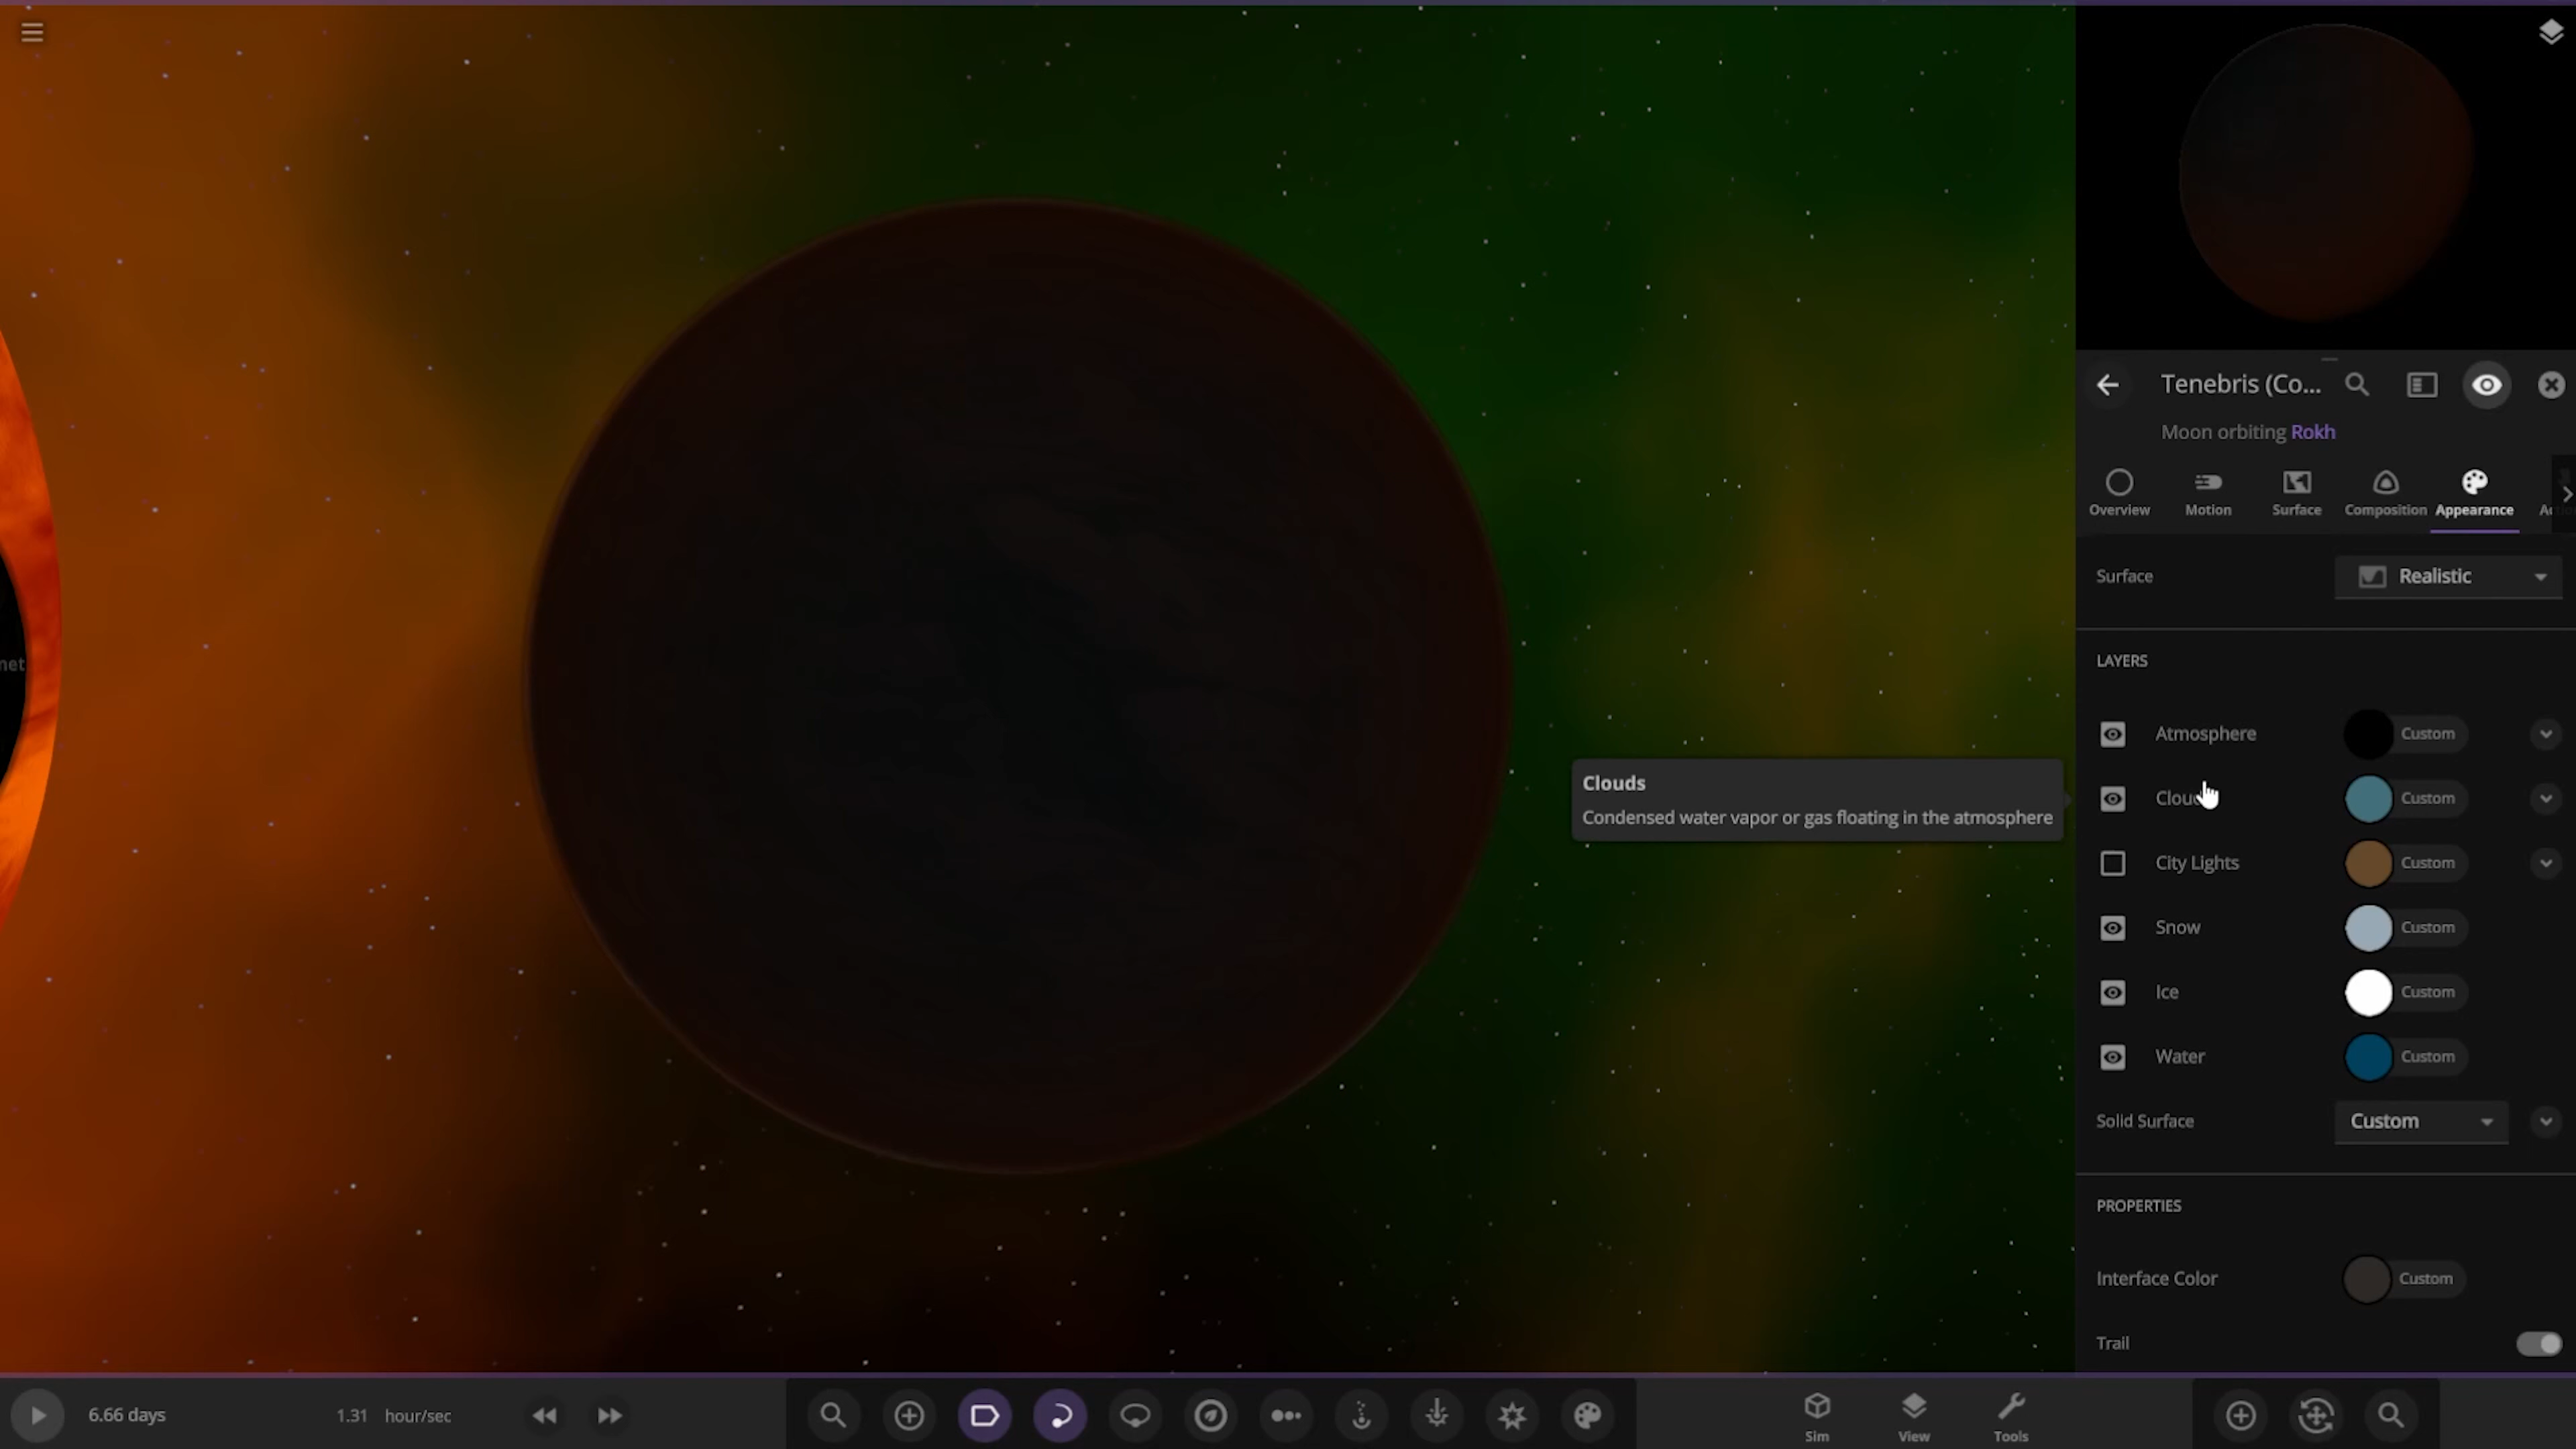 Tenebris (Co...
Moon orbiting Rokh
Overview
Motion
Surface
Composition
Appearance
Surface
Realistic
LAYERS
net
Atmosphere
Custom
Clouds
Condensed water vapor or gas floating in the atmosphere
Custom
City Lights
Custom
Snow
Custom
Ice
Custom
Water
Custom
Solid Surface
Custom
PROPERTIES
Interface Color
Custom
Trail
6.66 days
1.31 hour/sec
Sim
View
Tools